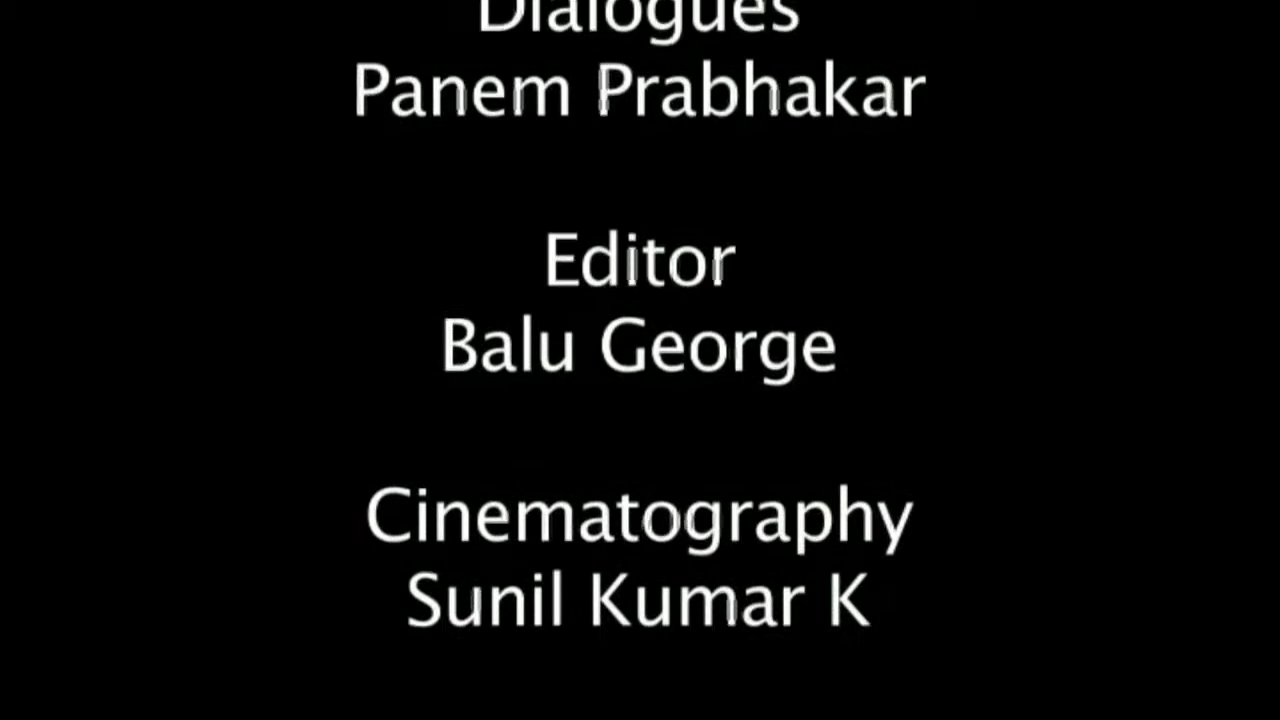 Dialogues
Panem Prabhakar
Editor
Balu George
Cinematography
Sunil Kumar K